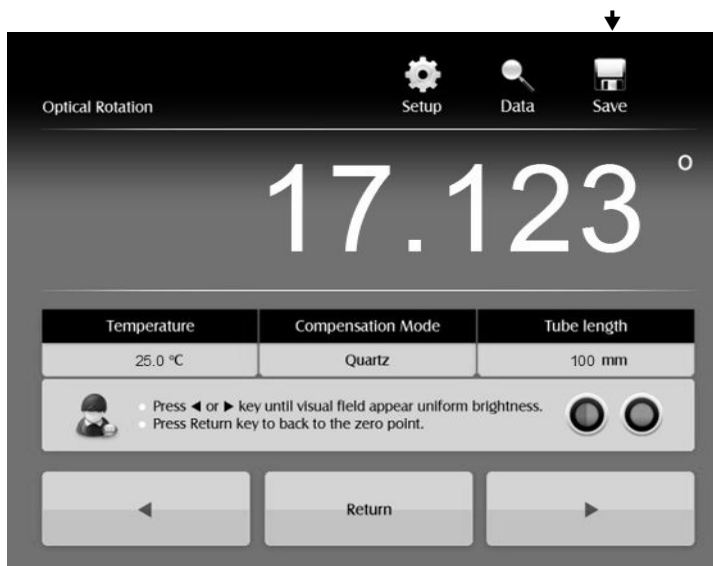 Optical Rotation
Setup
Data
Save
17.123 °
Temperature
Compensation Mode
Tube length
25.0 °C
Quartz
100 mm
Press ◄ or ► key until visual field appear uniform brightness.
Press Return key to back to the zero point.
◄
Return
►